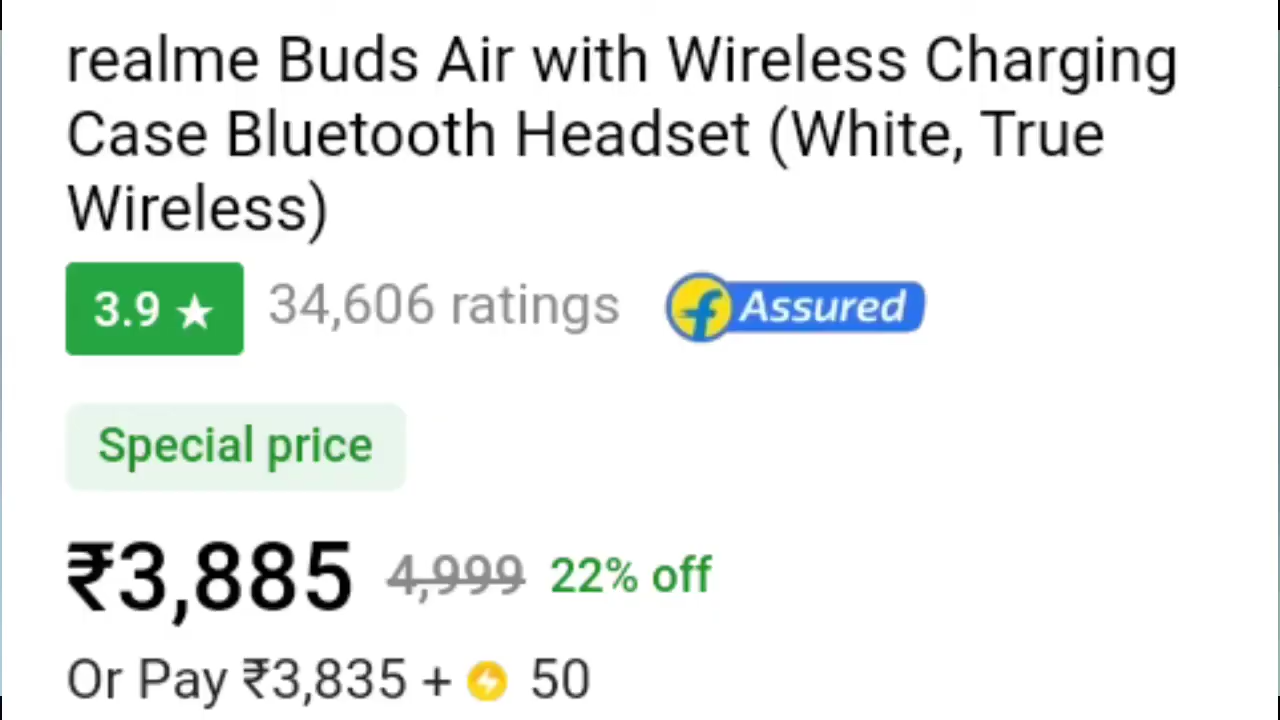 realme Buds Air with Wireless Charging
Case Bluetooth Headset (White, True
Wireless)
3.9 ★ 34,606 ratings f Assured
Special price
₹3,885 4,999 22% off
Or Pay ₹3,835 + 50